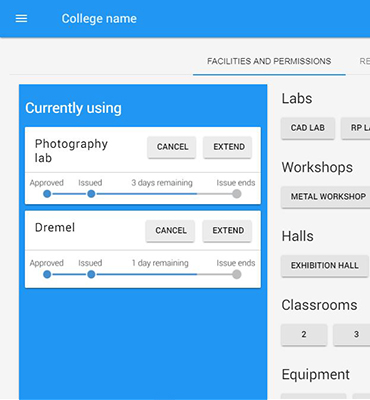 College name
FACILITIES AND PERMISSIONS
Currently using
Photography
lab
CANCEL
EXTEND
Approved
Issued
3 days remaining
Issue ends
Dremel
CANCEL
EXTEND
Approved
Issued
1 day remaining
Issue ends
Labs
CAD LAB
RP
Workshops
METAL WORKSHOP
Halls
EXHIBITION HALL
Classrooms
2
3
Equipment